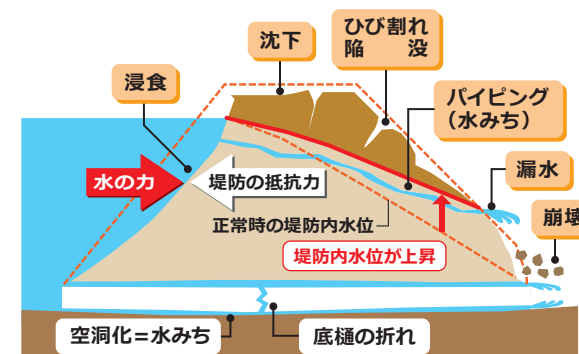 沈下
ひび割れ
陥　没
浸食
パイピング
（水みち）
漏水
水の力
堤防の抵抗力
正常時の堤防内水位
崩壊
堤防内水位が上昇
空洞化＝水みち
底樋の折れ